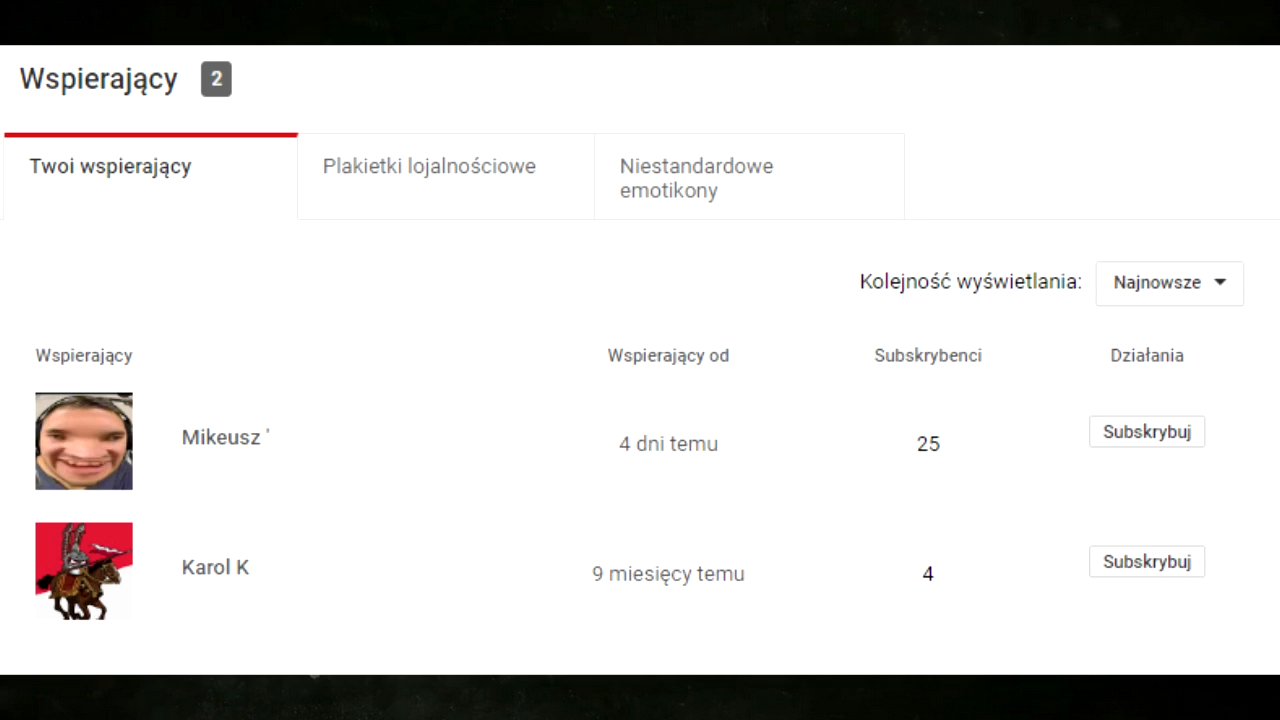 Wspierający 2
Twoi wspierający
Plakietki lojalnościowe
Niestandardowe
emotikony
Kolejność wyświetlania: Najnowsze
Wspierający Wspierający od Subskrybenci Działania
Mikeusz ' 4 dni temu 25 Subskrybuj
Karol K 9 miesięcy temu 4 Subskrybuj